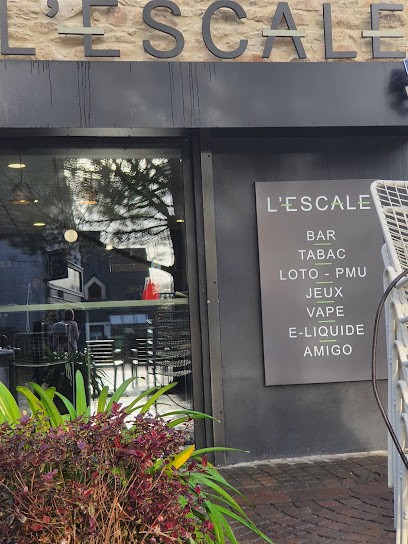 L'ESCALE
L'ESCALE
BAR
TABAC
LOTO - PMU
JEUX
VAPE
E-LIQUIDE
AMIGO